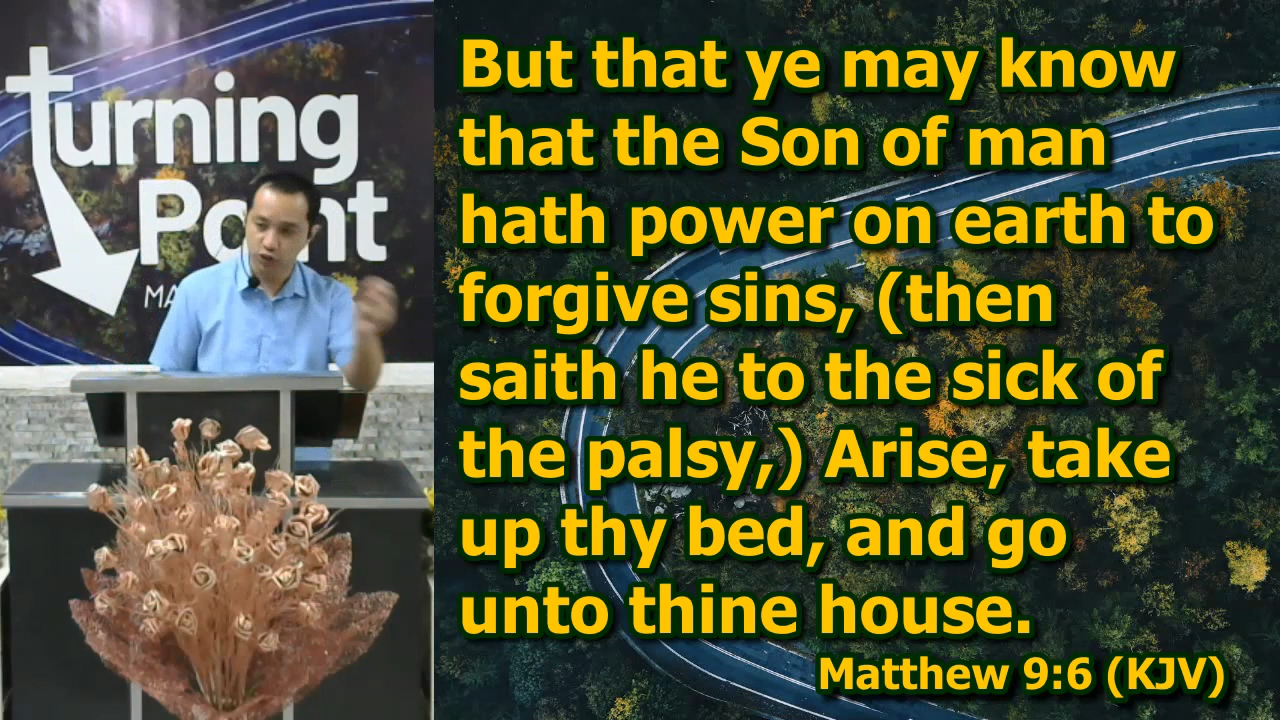 turning
Point
MA
But that ye may know
that the Son of man
hath power on earth to
forgive sins, (then
saith he to the sick of
the palsy,) Arise, take
up thy bed, and go
unto thine house.
Matthew 9:6 (KJV)